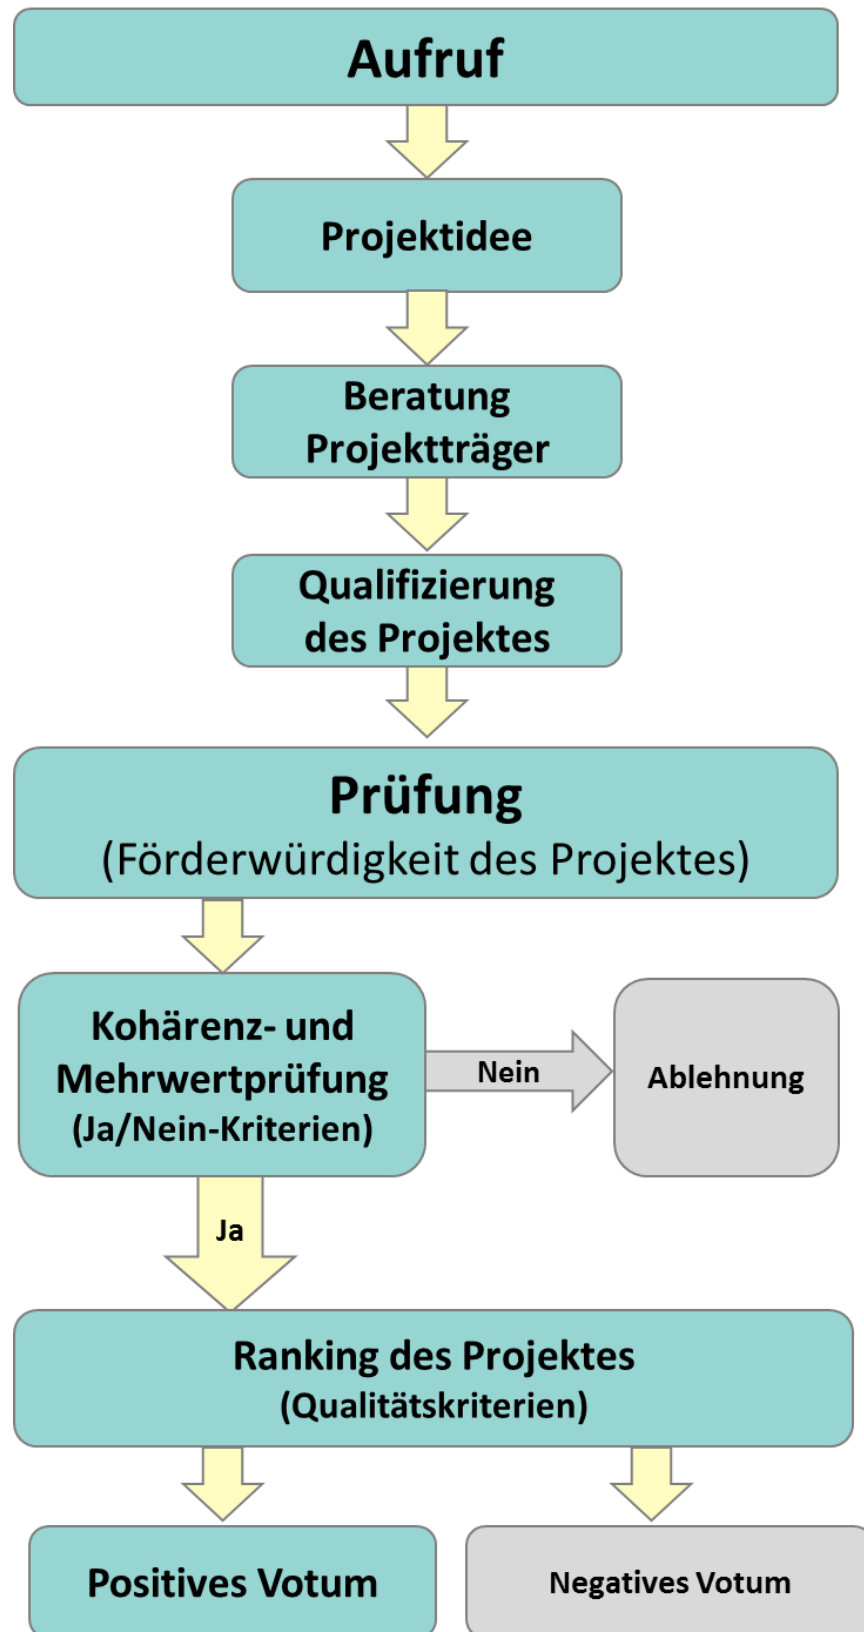 Aufruf
Projektidee
Beratung
Projektträger
Qualifizierung
des Projektes
Prüfung
(Förderwürdigkeit des Projektes)
Kohärenz- und
Mehrwertprüfung
(Ja/Nein-Kriterien)
Nein
Ablehnung
Ja
Ranking des Projektes
(Qualitätskriterien)
Positives Votum
Negatives Votum